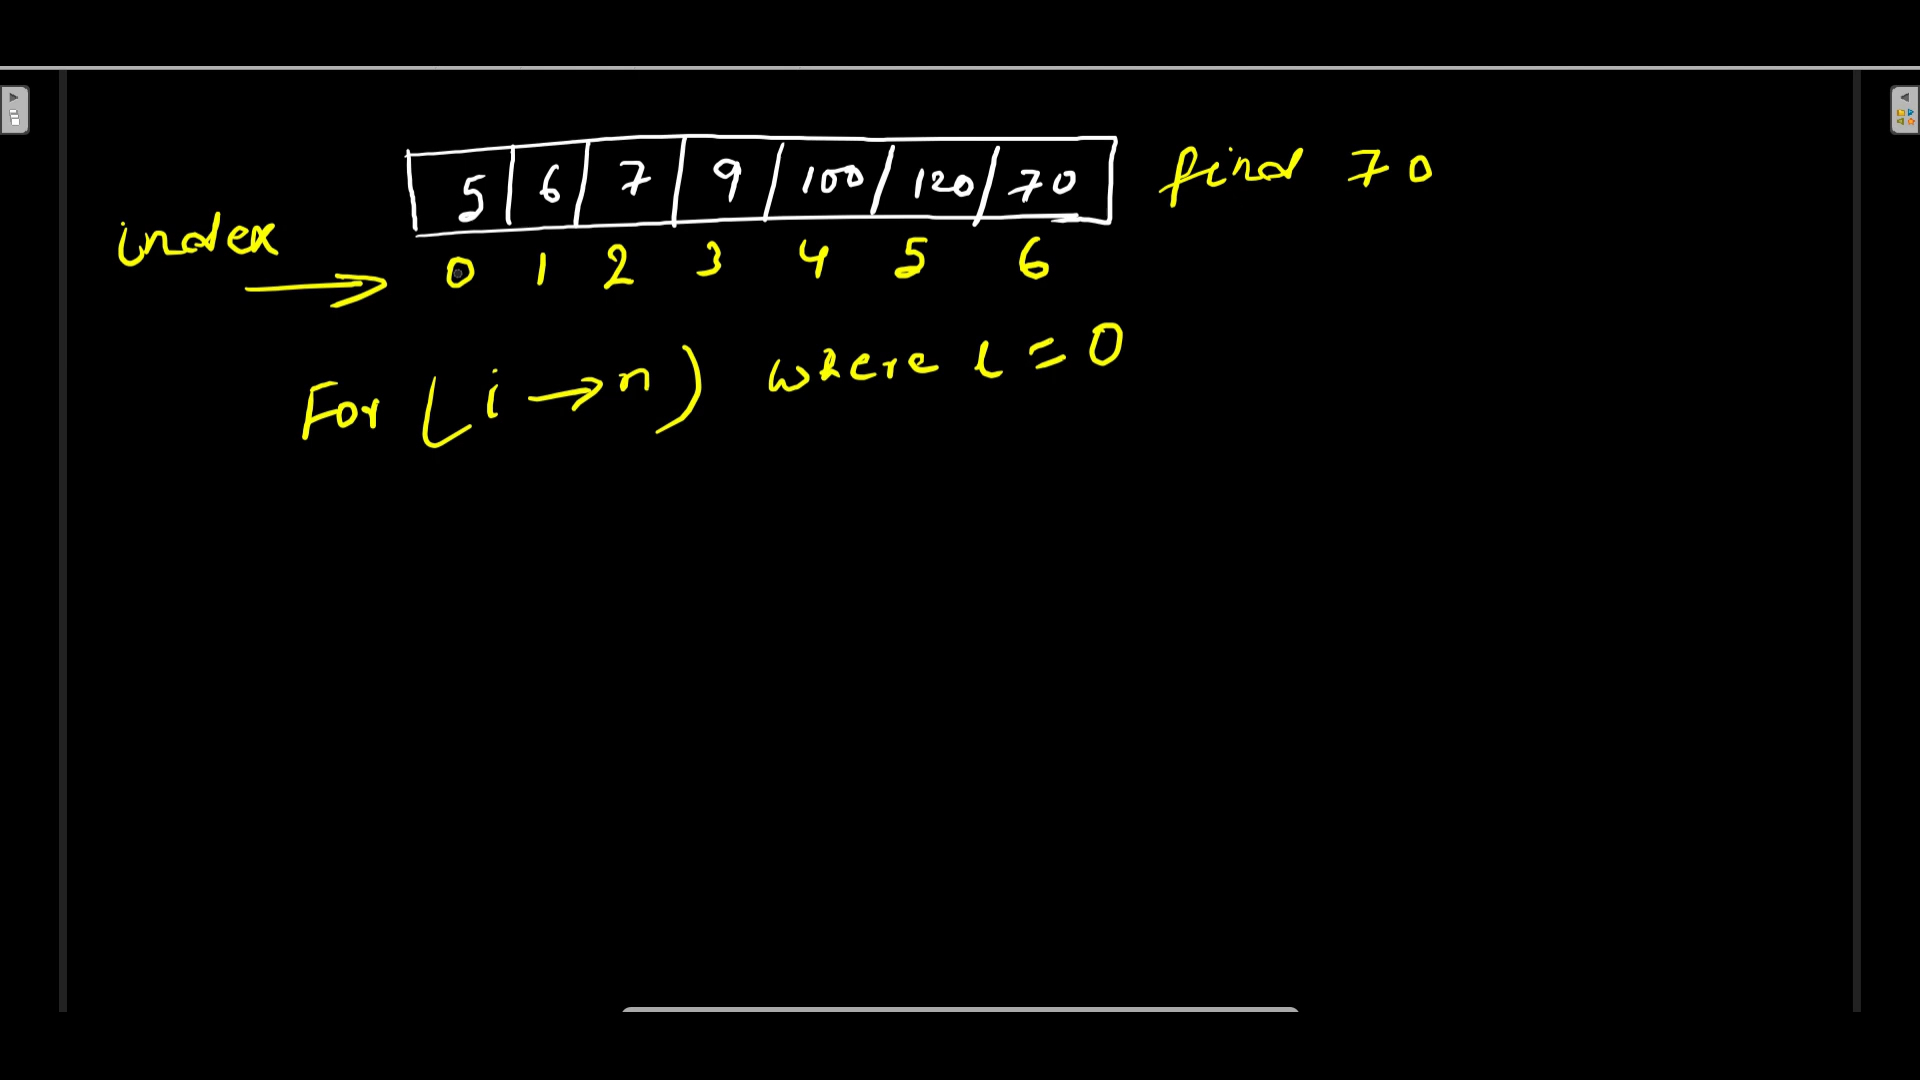 5 6 7 9 100 120 70 find 70
index
0 1 2 3 4 5 6
For (i → n) where i = 0